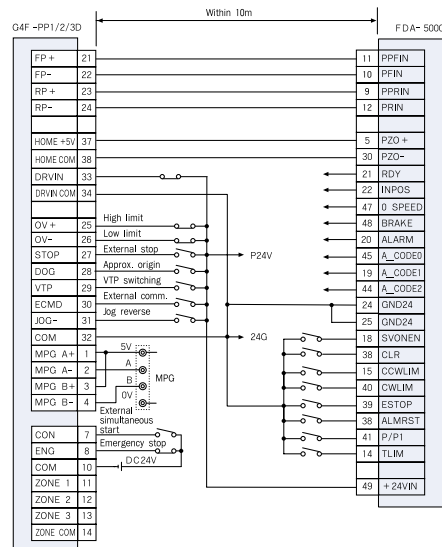 Within 10m
G4F -PP1/2/3D
FDA- 5000
FP + 21
FP- 22
RP + 23
RP- 24
HOME +5V 37
HOME COM 38
DRVIN 33
DRVIN COM 34
OV + 25 High limit
OV- 26 Low limit
STOP 27 External stop
DOG 28 Approx. origin
VTP 29 VTP switching
ECMD 30 External comm.
JOG- 31 Jog reverse
COM 32
MPG A+ 1 5V
MPG A- 2 A
MPG B+ 3 B
MPG B- 4 0V
MPG
External
simultaneous
start
CON 7
Emergency stop
ENG 8
COM 10 DC24V
ZONE 1 11
ZONE 2 12
ZONE 3 13
ZONE COM 14
P24V
24G
11 PPFIN
10 PFIN
9 PPRIN
12 PRIN
5 PZO +
30 PZO-
21 RDY
22 INPOS
47 0 SPEED
48 BRAKE
20 ALARM
45 A_CODE0
19 A_CODE1
44 A_CODE2
24 GND24
25 GND24
18 SVONEN
38 CLR
15 CCWLIM
40 CWLIM
39 ESTOP
38 ALMRST
41 P/P1
14 TLIM
49 +24VIN